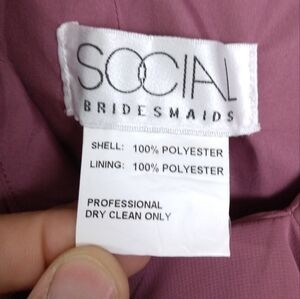 SOCIAL
BRIDESMAIDS
SHELL: 100% POLYESTER
LINING: 100% POLYESTER
PROFESSIONAL
DRY CLEAN ONLY